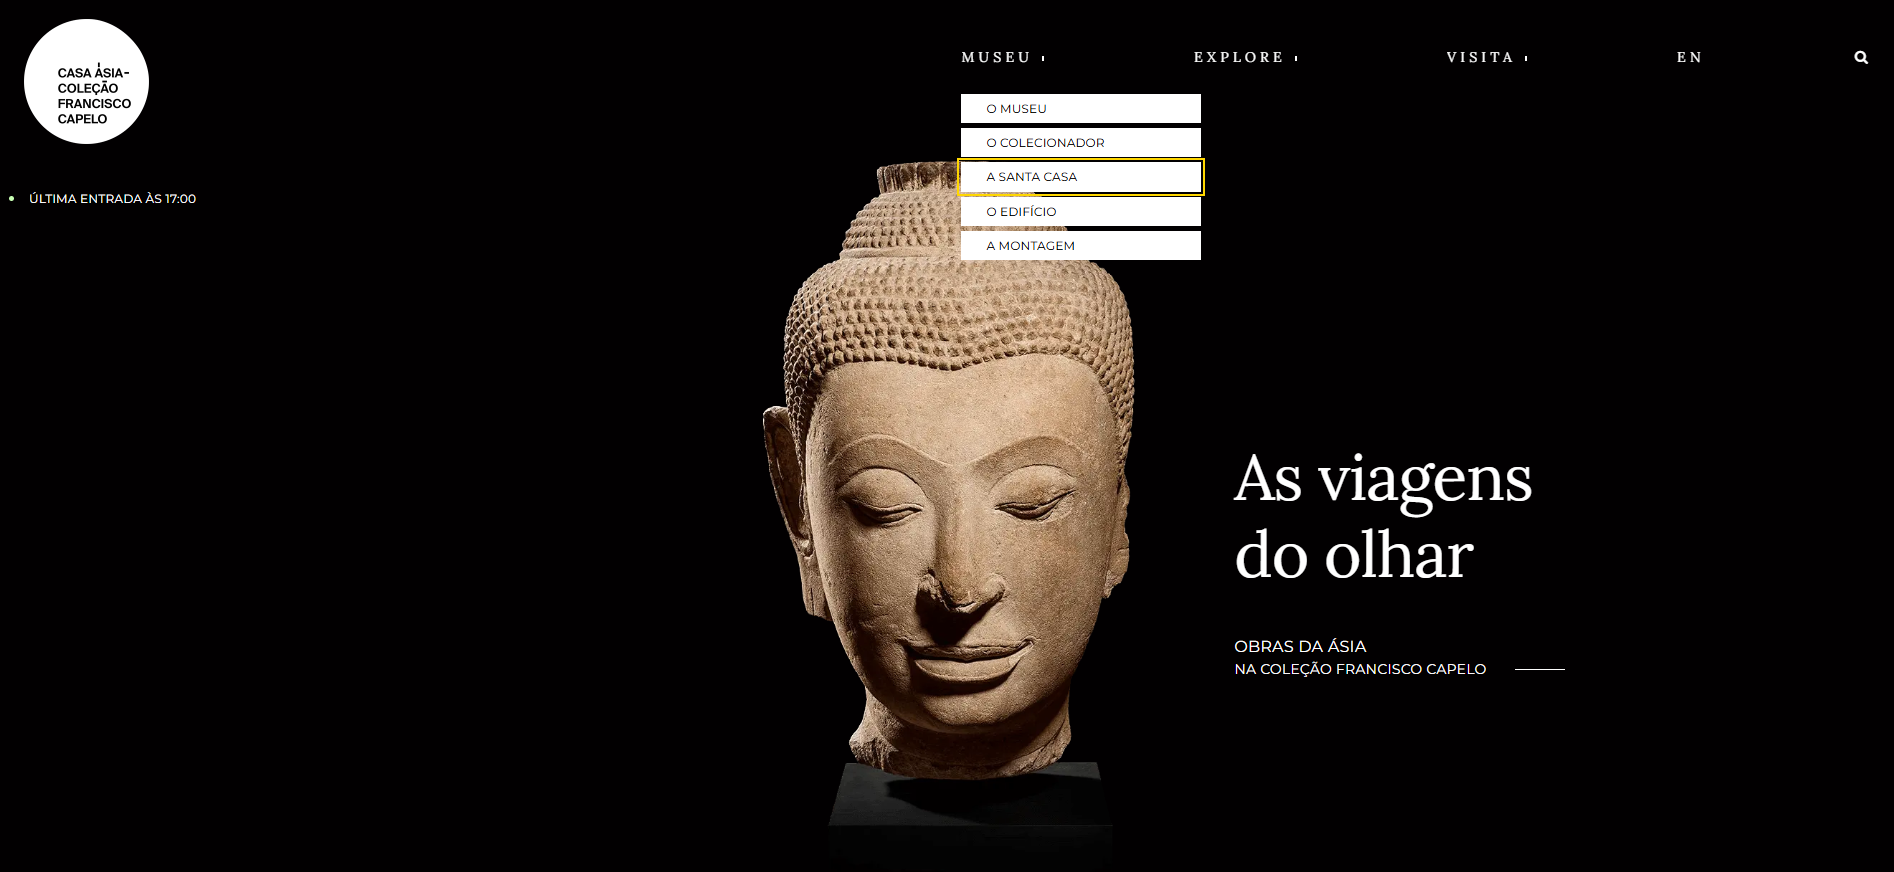 CASA ÁSIA-
COLEÇÃO
FRANCISCO
CAPELO
MUSEU
EXPLORE
VISITA
EN
O MUSEU
O COLECIONADOR
A SANTA CASA
O EDIFÍCIO
A MONTAGEM
ÚLTIMA ENTRADA ÀS 17:00
As viagens
do olhar
OBRAS DA ÁSIA
NA COLEÇÃO FRANCISCO CAPELO